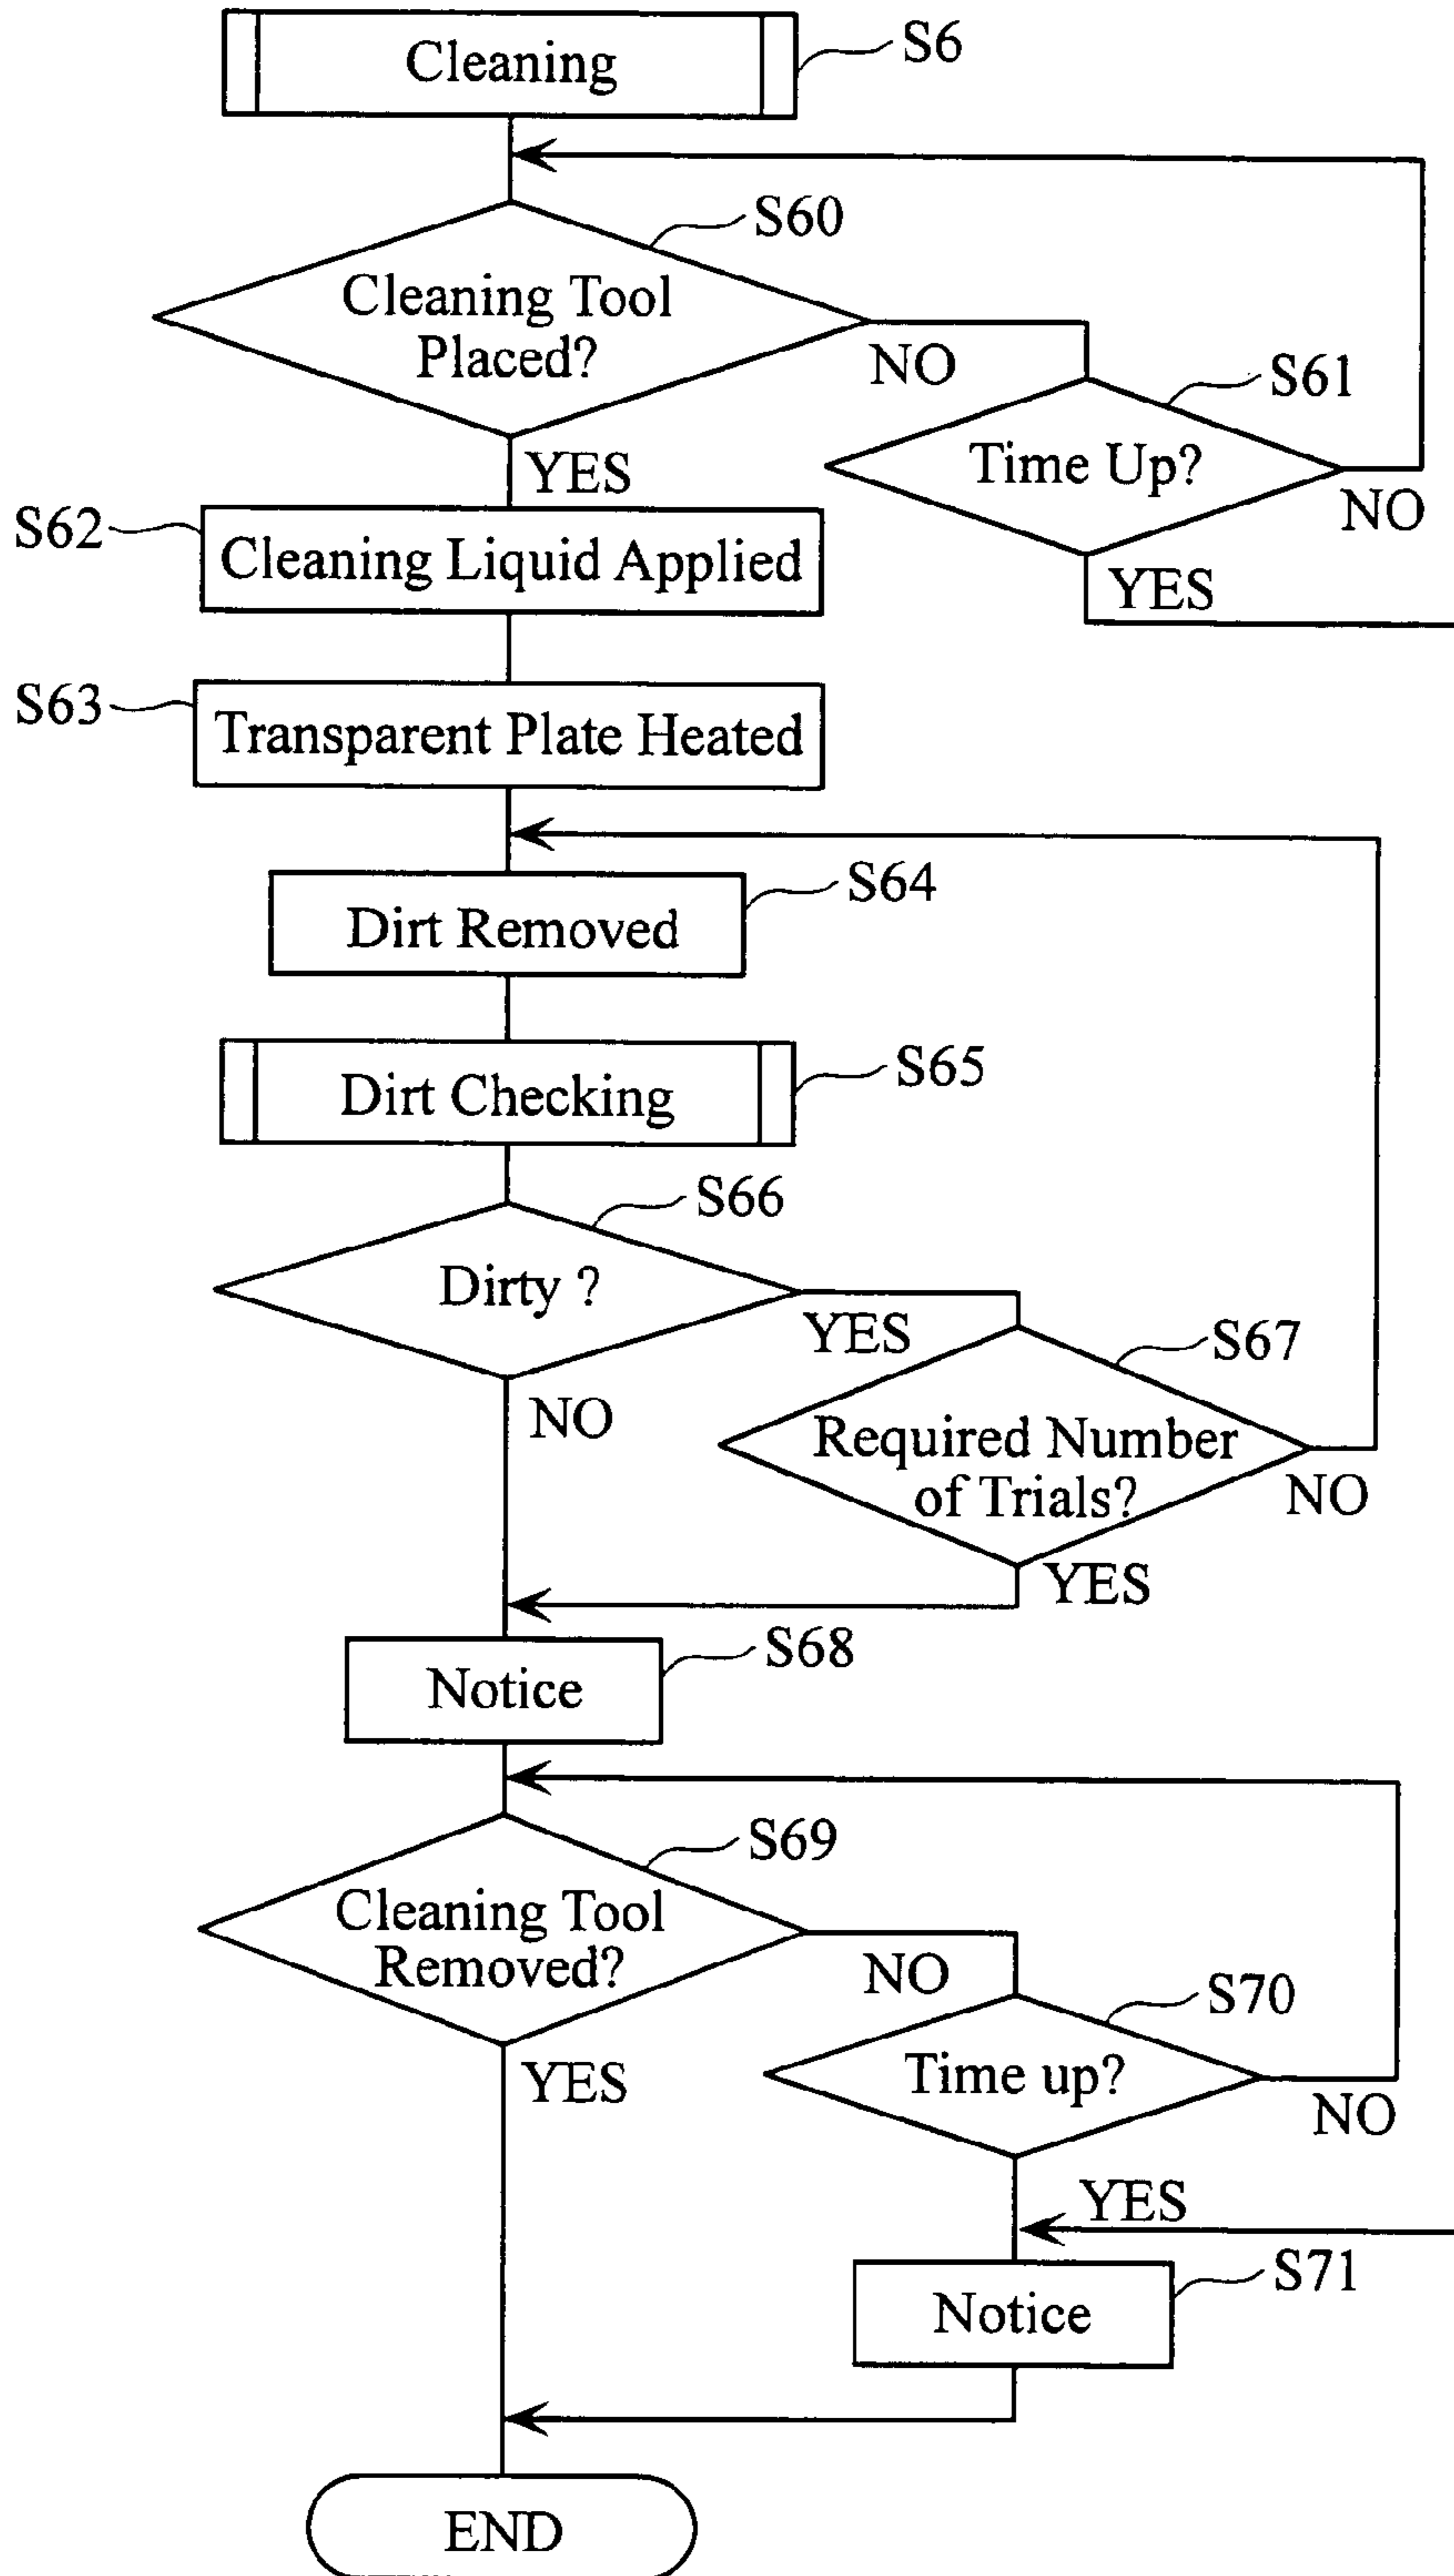 Cleaning
S6
S60
Cleaning Tool
Placed?
NO
S61
Time Up?
NO
YES
YES
S62
Cleaning Liquid Applied
S63
Transparent Plate Heated
S64
Dirt Removed
S65
Dirt Checking
S66
Dirty ?
YES
S67
NO
Required Number
of Trials?
NO
YES
S68
Notice
S69
Cleaning Tool
Removed?
NO
S70
Time up?
NO
YES
YES
S71
Notice
END